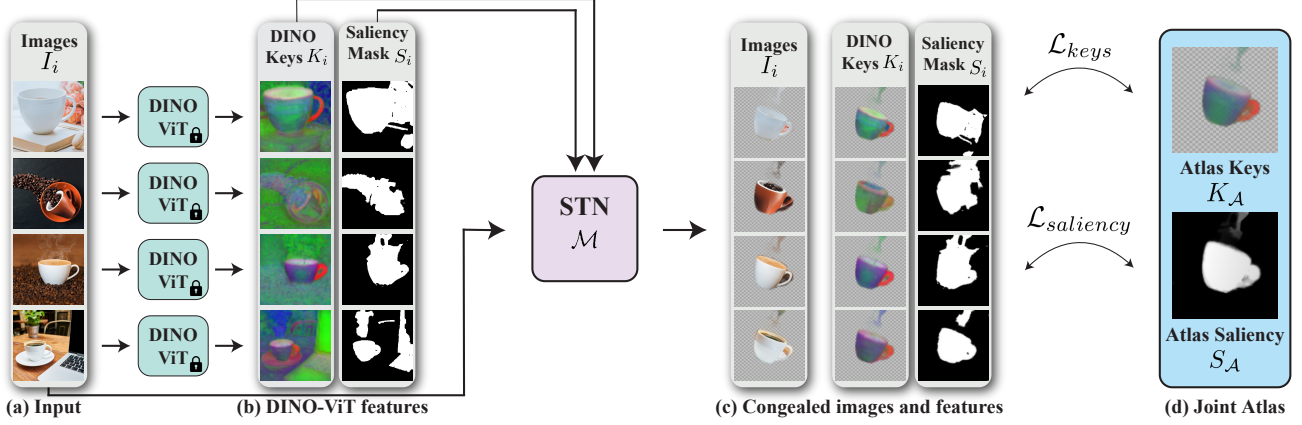 Images
I_i
DINO
ViT
DINO
ViT
DINO
ViT
DINO
ViT
DINO
Keys K_i
Saliency
Mask S_i
STN
M
Images
I_i
DINO
Keys K_i
Saliency
Mask S_i
L_keys
L_saliency
Atlas Keys
K_A
Atlas Saliency
S_A
(a) Input
(b) DINO-ViT features
(c) Congealed images and features
(d) Joint Atlas